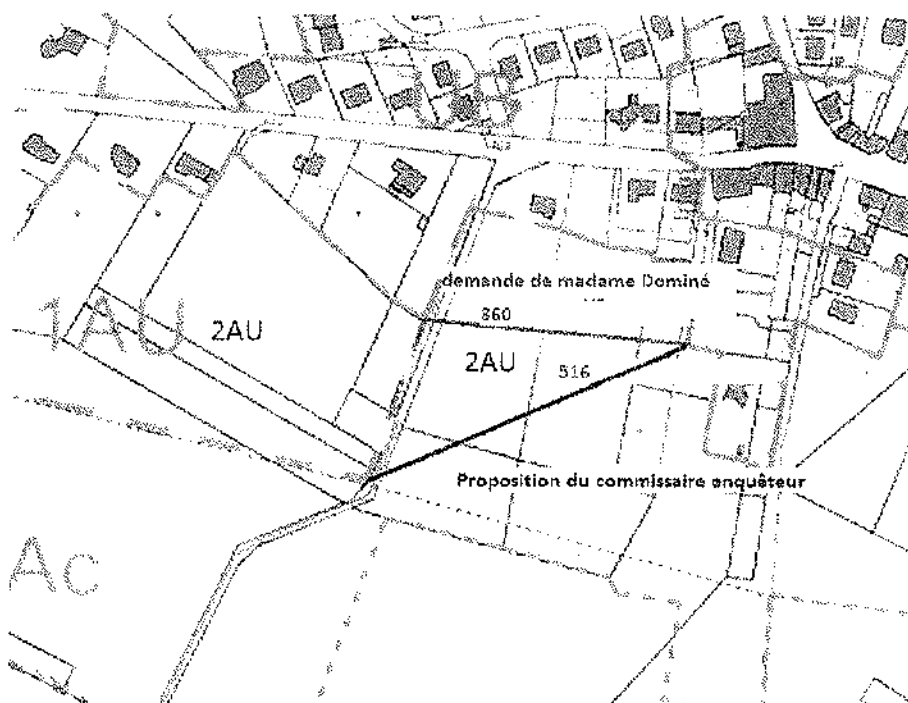 demande de madame Dominé
860
1AU
2AU
2AU
516
Proposition du commissaire enquêteur
Ac